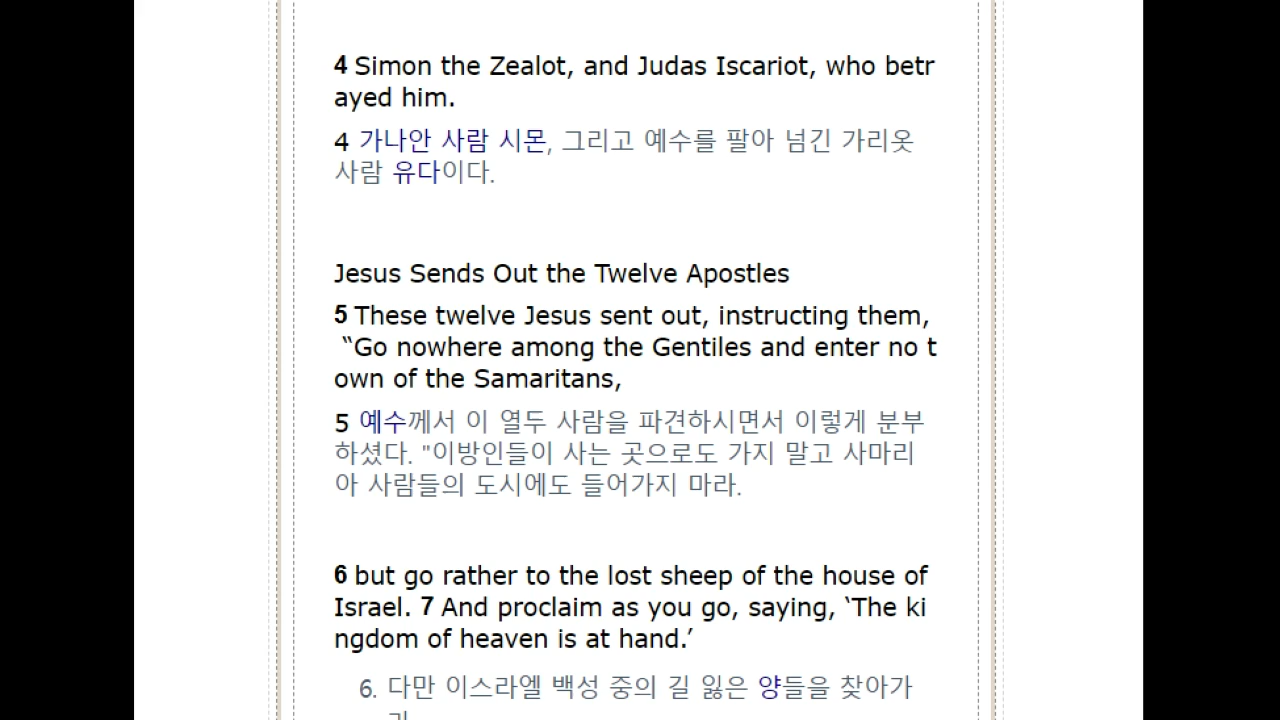 4 Simon the Zealot, and Judas Iscariot, who betr
ayed him.
4 가나안 사람 시몬, 그리고 예수를 팔아 넘긴 가리옷
사람 유다이다.
Jesus Sends Out the Twelve Apostles
5 These twelve Jesus sent out, instructing them,
“Go nowhere among the Gentiles and enter no t
own of the Samaritans,
5 예수께서 이 열두 사람을 파견하시면서 이렇게 분부
하셨다. "이방인들이 사는 곳으로도 가지 말고 사마리
아 사람들의 도시에도 들어가지 마라.
6 but go rather to the lost sheep of the house of
Israel. 7 And proclaim as you go, saying, ‘The ki
ngdom of heaven is at hand.’
6. 다만 이스라엘 백성 중의 길 잃은 양들을 찾아가